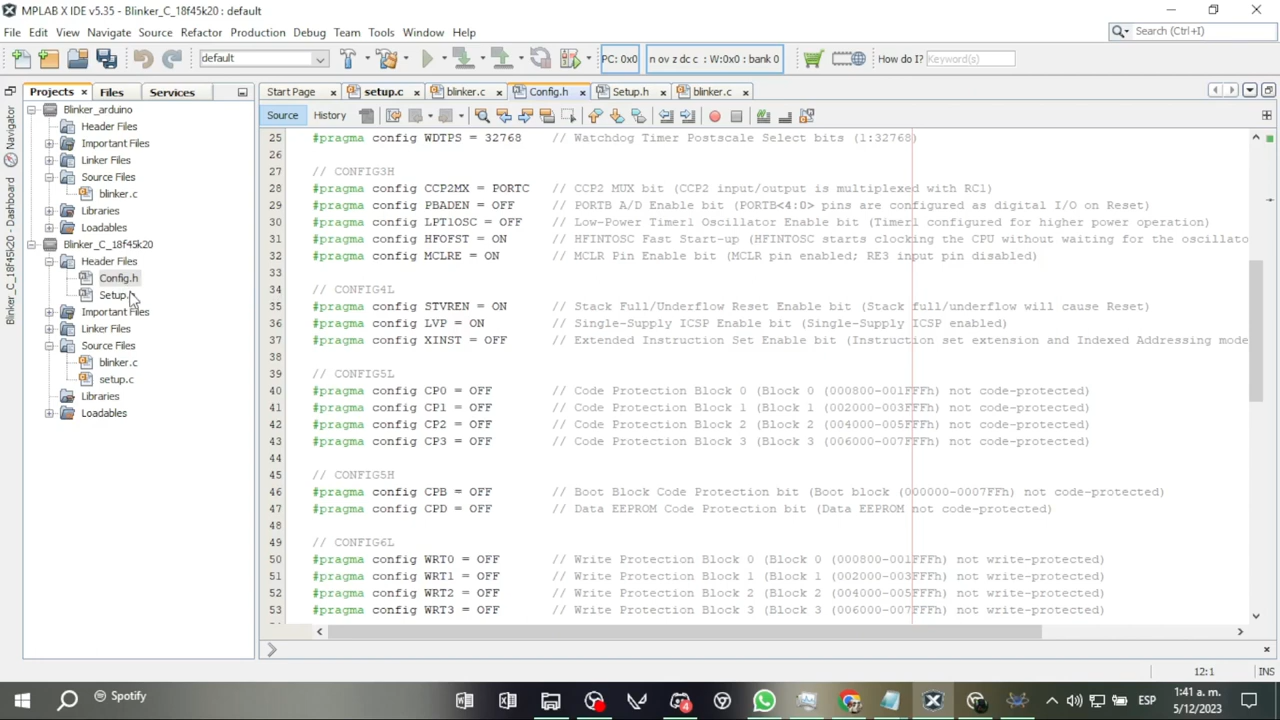 MPLAB X IDE v5.35 - Blinker_C_18f45k20 : default
File Edit View Navigate Source Refactor Production Debug Team Tools Window Help
Search (Ctrl+I)
default
PC: 0x0
n ov z dc c : W:0x0 : bank 0
How do I? Keyword(s)
Projects Files Services
Start Page setup.c blinker.c Config.h Setup.h blinker.c
Source History
Navigator
Blinker_C_18f45k20 - Dashboard
Blinker_arduino
Header Files
Important Files
Linker Files
Source Files
blinker.c
Libraries
Loadables
Blinker_C_18f45k20
Header Files
Config.h
Setup.h
Important Files
Linker Files
Source Files
blinker.c
setup.c
Libraries
Loadables
25 #pragma config WDTPS = 32768 // Watchdog Timer Postscale Select bits (1:32768)
26
27 // CONFIG3H
28 #pragma config CCP2MX = PORTC // CCP2 MUX bit (CCP2 input/output is multiplexed with RC1)
29 #pragma config PBADEN = OFF // PORTB A/D Enable bit (PORTB<4:0> pins are configured as digital I/O on Reset)
30 #pragma config LPT1OSC = OFF // Low-Power Timer1 Oscillator Enable bit (Timer1 configured for higher power operation)
31 #pragma config HFOFST = ON // HFINTOSC Fast Start-up (HFINTOSC starts clocking the CPU without waiting for the oscillato
32 #pragma config MCLRE = ON // MCLR Pin Enable bit (MCLR pin enabled; RE3 input pin disabled)
33
34 // CONFIG4L
35 #pragma config STVREN = ON // Stack Full/Underflow Reset Enable bit (Stack full/underflow will cause Reset)
36 #pragma config LVP = ON // Single-Supply ICSP Enable bit (Single-Supply ICSP enabled)
37 #pragma config XINST = OFF // Extended Instruction Set Enable bit (Instruction set extension and Indexed Addressing mode
38
39 // CONFIG5L
40 #pragma config CP0 = OFF // Code Protection Block 0 (Block 0 (000800-001FFFh) not code-protected)
41 #pragma config CP1 = OFF // Code Protection Block 1 (Block 1 (002000-003FFFh) not code-protected)
42 #pragma config CP2 = OFF // Code Protection Block 2 (Block 2 (004000-005FFFh) not code-protected)
43 #pragma config CP3 = OFF // Code Protection Block 3 (Block 3 (006000-007FFFh) not code-protected)
44
45 // CONFIG5H
46 #pragma config CPB = OFF // Boot Block Code Protection bit (Boot block (000000-0007FFh) not code-protected)
47 #pragma config CPD = OFF // Data EEPROM Code Protection bit (Data EEPROM not code-protected)
48
49 // CONFIG6L
50 #pragma config WRT0 = OFF // Write Protection Block 0 (Block 0 (000800-001FFFh) not write-protected)
51 #pragma config WRT1 = OFF // Write Protection Block 1 (Block 1 (002000-003FFFh) not write-protected)
52 #pragma config WRT2 = OFF // Write Protection Block 2 (Block 2 (004000-005FFFh) not write-protected)
53 #pragma config WRT3 = OFF // Write Protection Block 3 (Block 3 (006000-007FFFh) not write-protected)
12:1 INS
Spotify
4
ESP
1:41 a. m.
5/12/2023